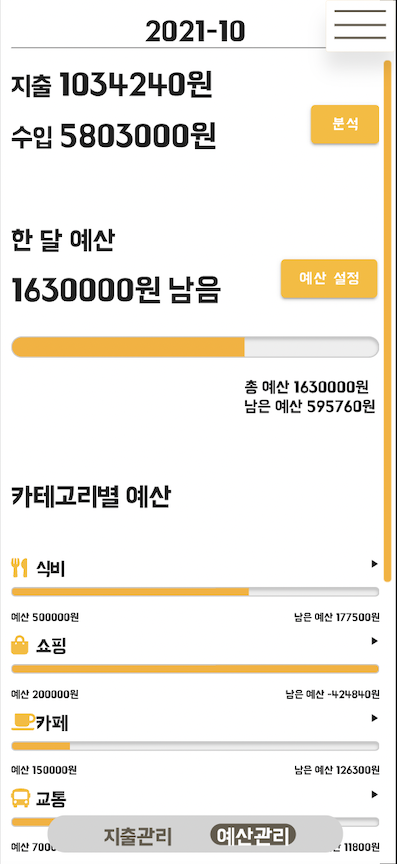 2021-10
지출 1034240원
수입 5803000원
분석
한 달 예산
1630000원 남음
예산 설정
총 예산 1630000원
남은 예산 595760원
카테고리별 예산
식비
예산 500000원 남은 예산 177500원
쇼핑
예산 200000원 남은 예산 -424840원
카페
예산 150000원 남은 예산 126300원
교통
예산 11800원
지출관리 예산관리